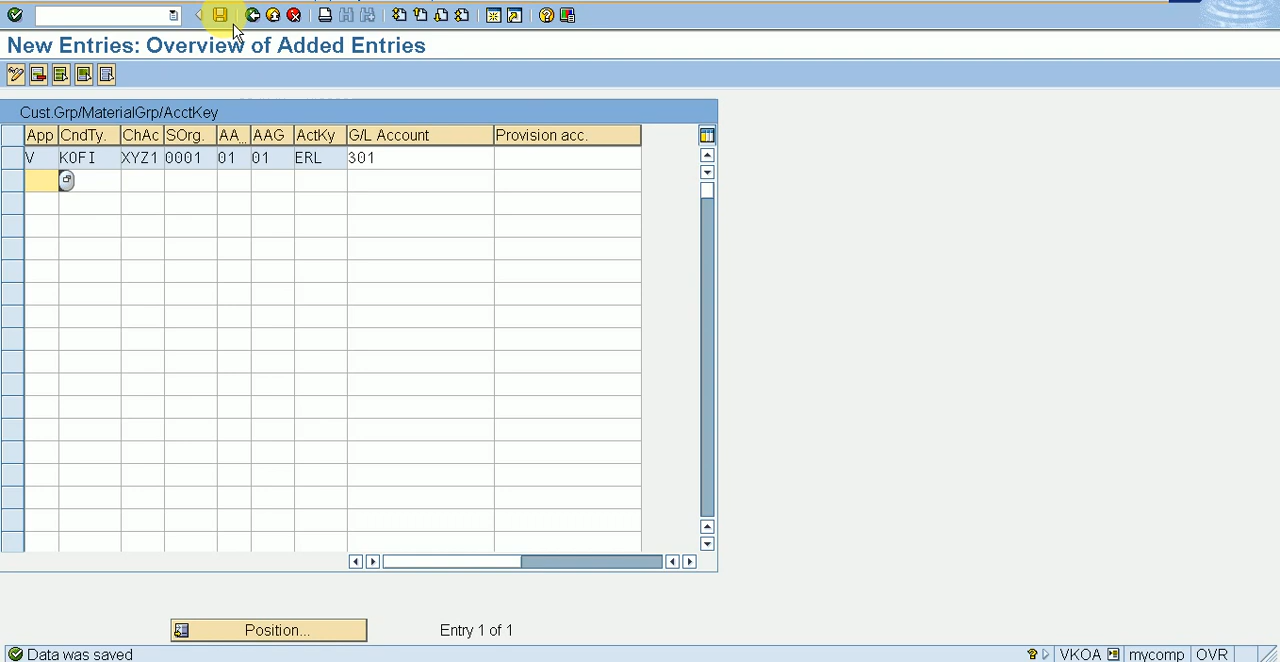 New Entries: Overview of Added Entries
Cust.Grp/MaterialGrp/AcctKey
App CndTy. ChAc SOrg. AA... AAG ActKy G/L Account Provision acc.
V KOFI XYZ1 0001 01 01 ERL 301
Position... Entry 1 of 1
Data was saved VKOA mycomp OVR